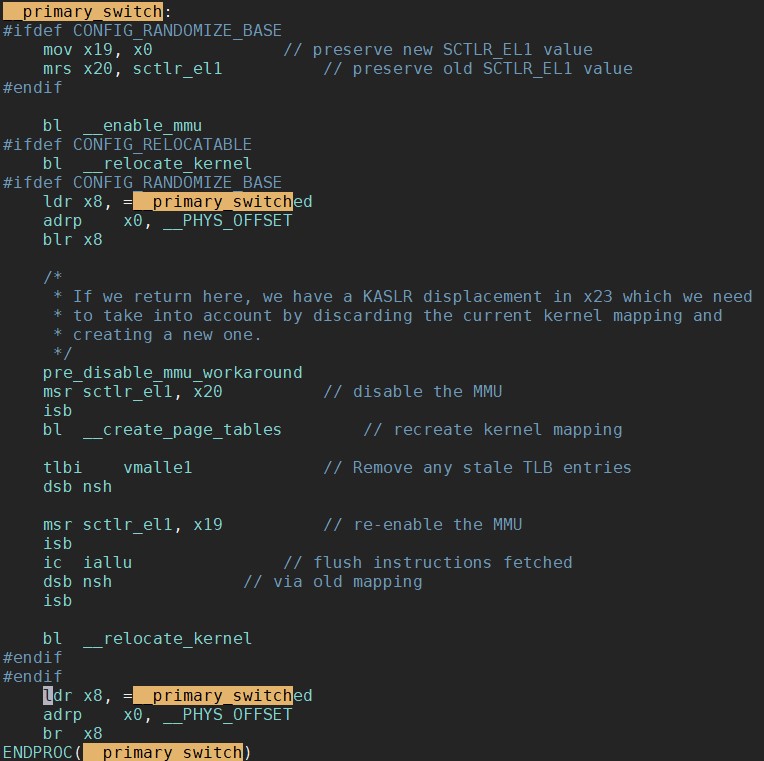 __primary_switch:
#ifdef CONFIG_RANDOMIZE_BASE
    mov x19, x0             // preserve new SCTLR_EL1 value
    mrs x20, sctlr_el1          // preserve old SCTLR_EL1 value
#endif

    bl  __enable_mmu
#ifdef CONFIG_RELOCATABLE
    bl  __relocate_kernel
#ifdef CONFIG_RANDOMIZE_BASE
    ldr x8, =__primary_switched
    adrp    x0, __PHYS_OFFSET
    blr x8

    /*
     * If we return here, we have a KASLR displacement in x23 which we need
     * to take into account by discarding the current kernel mapping and
     * creating a new one.
     */
    pre_disable_mmu_workaround
    msr sctlr_el1, x20          // disable the MMU
    isb
    bl  __create_page_tables        // recreate kernel mapping

    tlbi    vmalle1             // Remove any stale TLB entries
    dsb nsh

    msr sctlr_el1, x19          // re-enable the MMU
    isb
    ic  iallu               // flush instructions fetched
    dsb nsh             // via old mapping
    isb

    bl  __relocate_kernel
#endif
#endif
    ldr x8, =__primary_switched
    adrp    x0, __PHYS_OFFSET
    br  x8
ENDPROC(__primary_switch)